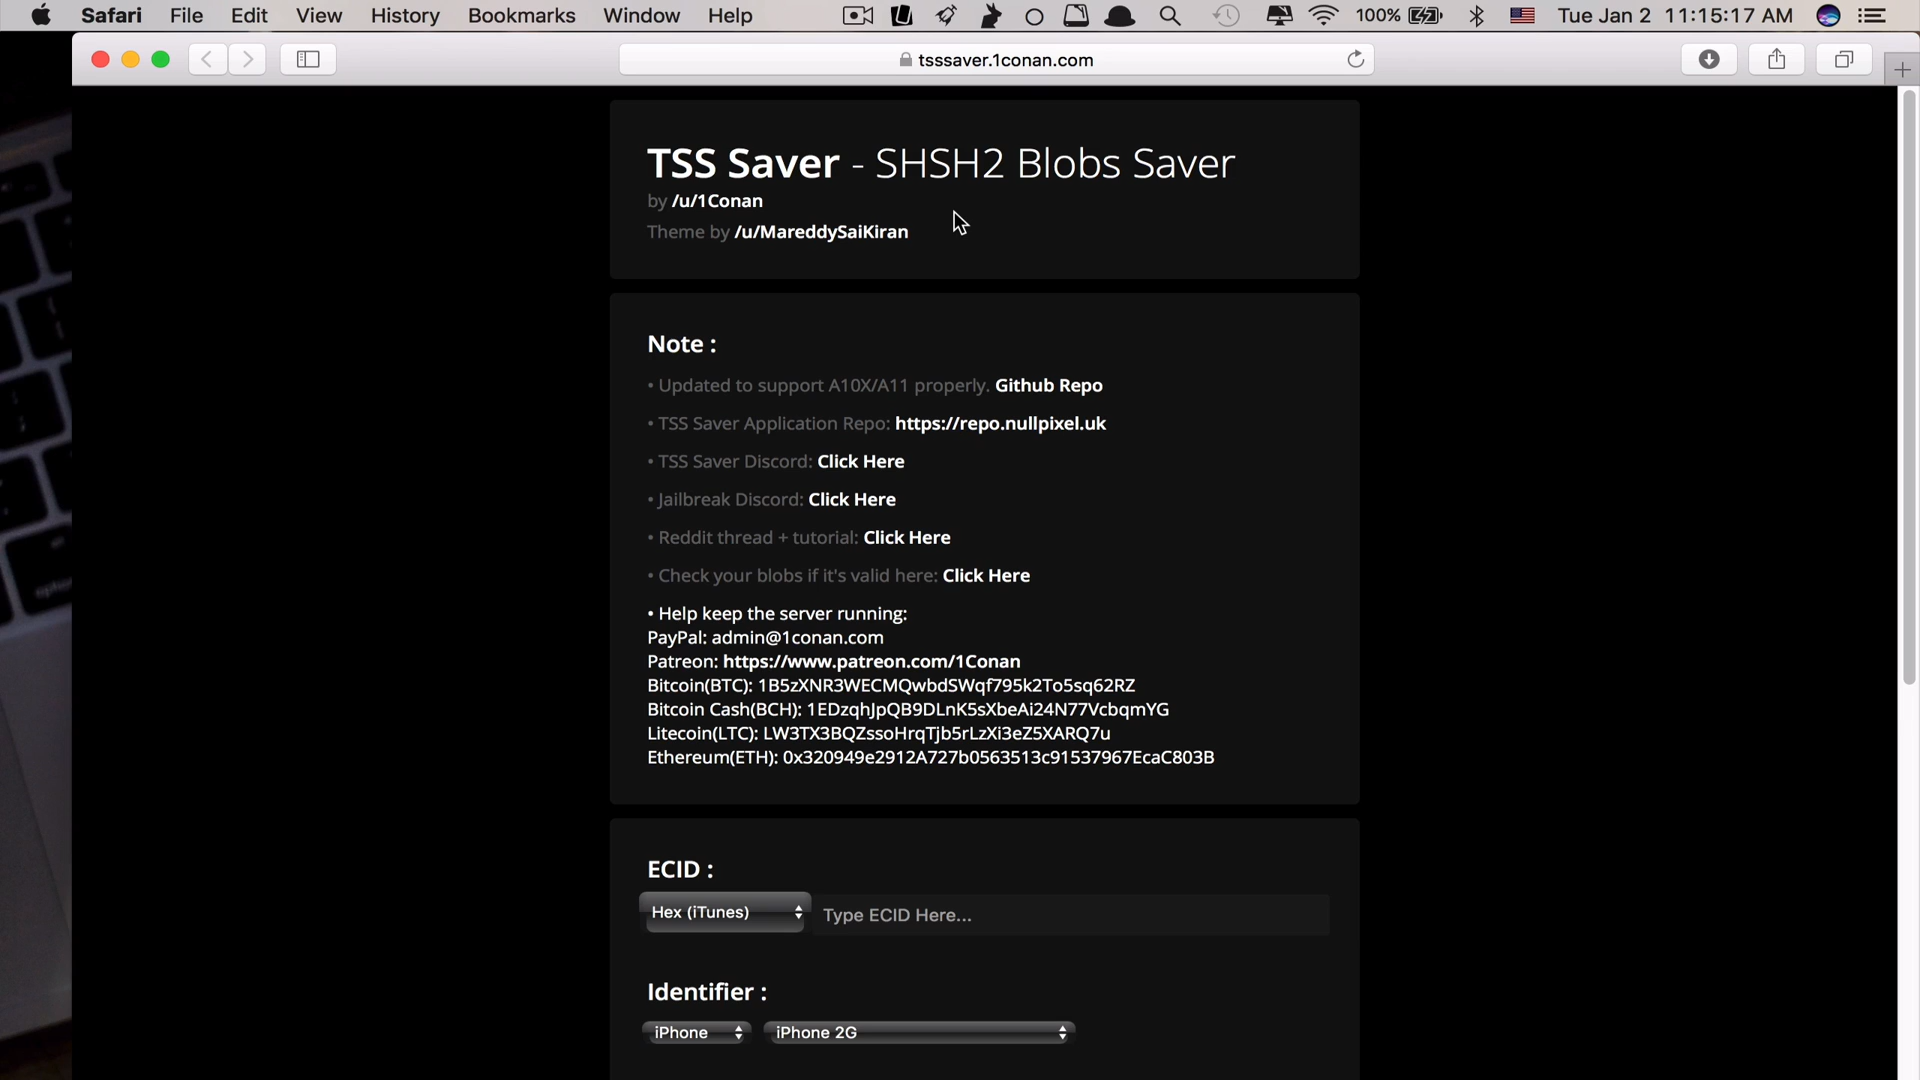 Safari File Edit View History Bookmarks Window Help 100% Tue Jan 2 11:15:17 AM
tsssaver.1conan.com
TSS Saver - SHSH2 Blobs Saver
by /u/1Conan
Theme by /u/MareddySaiKiran
Note :
• Updated to support A10X/A11 properly. Github Repo
• TSS Saver Application Repo: https://repo.nullpixel.uk
• TSS Saver Discord: Click Here
• Jailbreak Discord: Click Here
• Reddit thread + tutorial: Click Here
• Check your blobs if it's valid here: Click Here
• Help keep the server running:
PayPal: admin@1conan.com
Patreon: https://www.patreon.com/1Conan
Bitcoin(BTC): 1B5zXNR3WECMQwbdSWqf795k2To5sq62RZ
Bitcoin Cash(BCH): 1EDzqhJpQB9DLnK5sXbeAi24N77VcbqmYG
Litecoin(LTC): LW3TX3BQZssoHrqTjb5rLzXi3eZ5XARQ7u
Ethereum(ETH): 0x320949e2912A727b0563513c91537967EcaC803B
ECID :
Hex (iTunes) Type ECID Here...
Identifier :
iPhone iPhone 2G
option